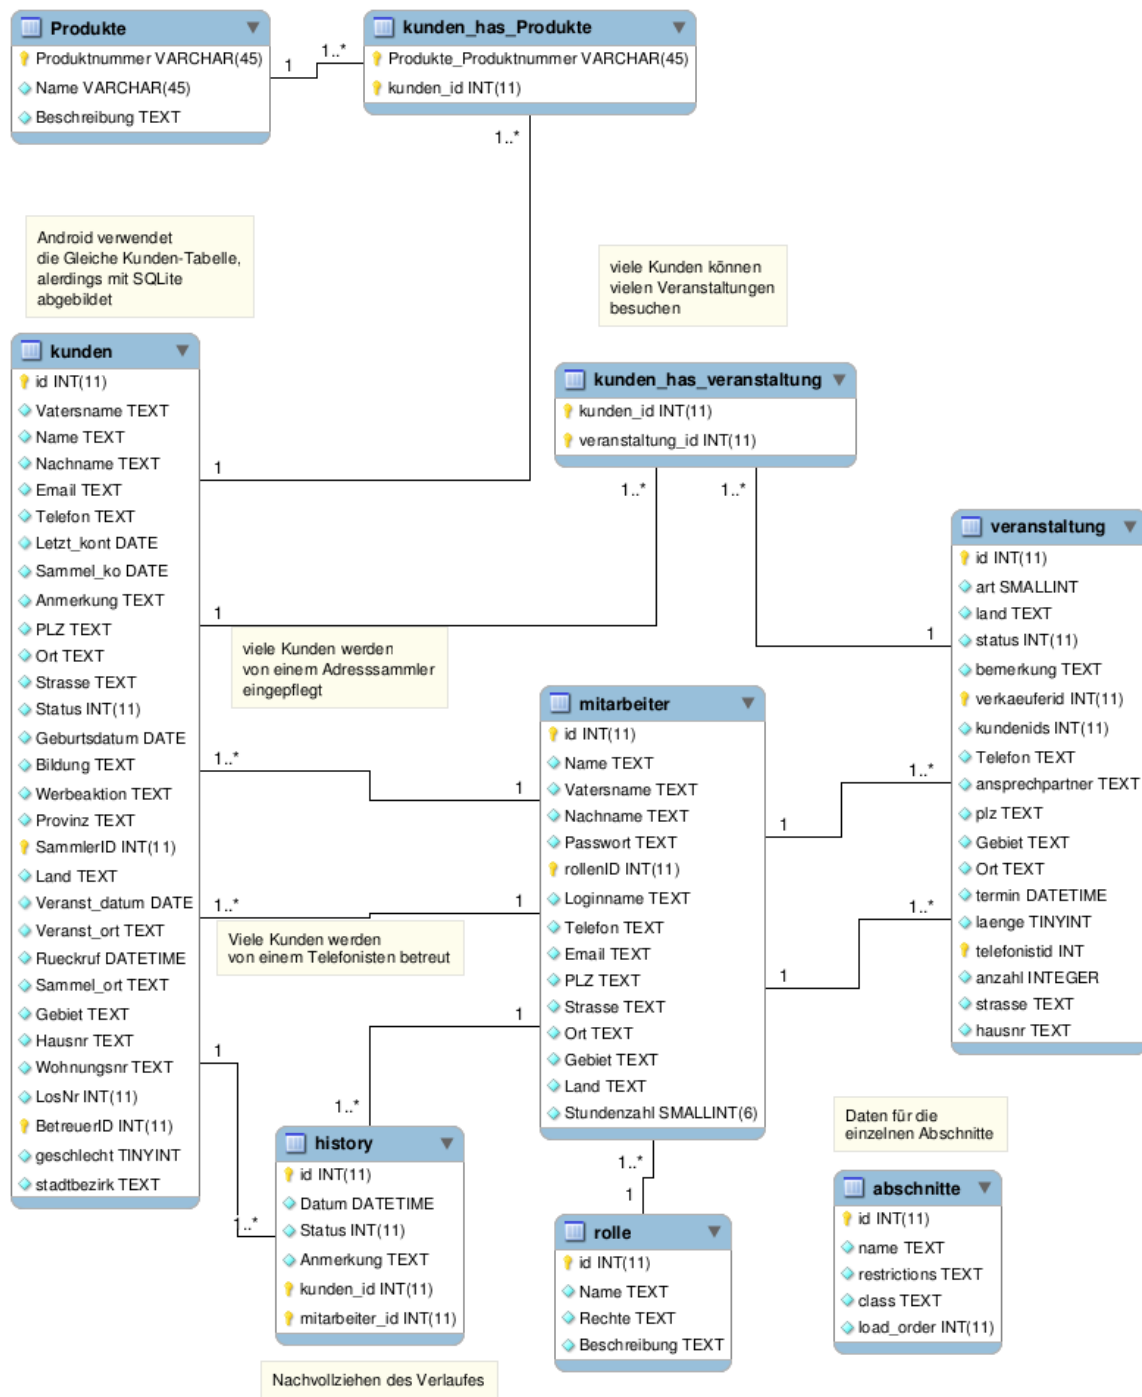 Produkte
Produktnummer VARCHAR(45)
Name VARCHAR(45)
Beschreibung TEXT
1
1..*
kunden_has_Produkte
Produkte_Produktnummer VARCHAR(45)
kunden_id INT(11)
1..*
Android verwendet
die Gleiche Kunden-Tabelle,
alerdings mit SQLite
abgebildet
viele Kunden können
vielen Veranstaltungen
besuchen
kunden
id INT(11)
Vatersname TEXT
Name TEXT
Nachname TEXT
Email TEXT
Telefon TEXT
Letzt_kont DATE
Sammel_ko DATE
Anmerkung TEXT
PLZ TEXT
Ort TEXT
Strasse TEXT
Status INT(11)
Geburtsdatum DATE
Bildung TEXT
Werbeaktion TEXT
Provinz TEXT
SammlerID INT(11)
Land TEXT
Veranst_datum DATE
Veranst_ort TEXT
Rueckruf DATETIME
Sammel_ort TEXT
Gebiet TEXT
Hausnr TEXT
Wohnungsnr TEXT
LosNr INT(11)
BetreuerID INT(11)
geschlecht TINYINT
stadtbezirk TEXT
1
1
1..*
1..*
1
kunden_has_veranstaltung
kunden_id INT(11)
veranstaltung_id INT(11)
1..*
1..*
viele Kunden werden
von einem Adresssammler
eingepflegt
Viele Kunden werden
von einem Telefonisten betreut
1
1
1
mitarbeiter
id INT(11)
Name TEXT
Vatersname TEXT
Nachname TEXT
Passwort TEXT
rollenID INT(11)
Loginname TEXT
Telefon TEXT
Email TEXT
PLZ TEXT
Strasse TEXT
Ort TEXT
Gebiet TEXT
Land TEXT
Stundenzahl SMALLINT(6)
1
1
1
1..*
1..*
veranstaltung
id INT(11)
art SMALLINT
land TEXT
status INT(11)
bemerkung TEXT
verkaeuferid INT(11)
kundenids INT(11)
Telefon TEXT
ansprechpartner TEXT
plz TEXT
Gebiet TEXT
Ort TEXT
termin DATETIME
laenge TINYINT
telefonistid INT
anzahl INTEGER
strasse TEXT
hausnr TEXT
1..*
1..*
history
id INT(11)
Datum DATETIME
Status INT(11)
Anmerkung TEXT
kunden_id INT(11)
mitarbeiter_id INT(11)
Nachvollziehen des Verlaufes
1..*
1
rolle
id INT(11)
Name TEXT
Rechte TEXT
Beschreibung TEXT
Daten für die
einzelnen Abschnitte
abschnitte
id INT(11)
name TEXT
restrictions TEXT
class TEXT
load_order INT(11)